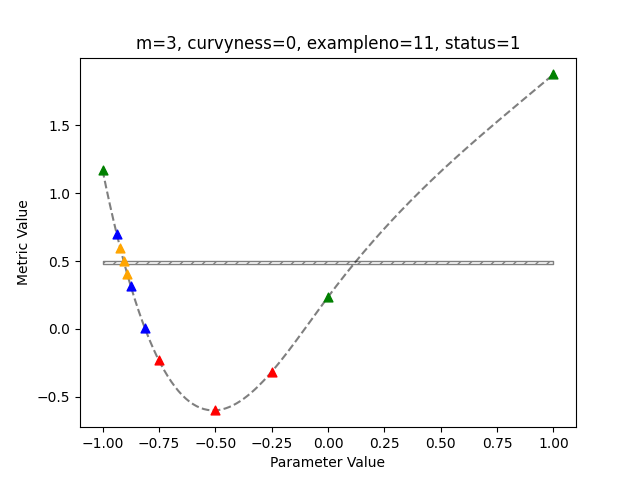 m=3, curvyness=0, exampleno=11, status=1
Metric Value
1.5
1.0
0.5
0.0
−0.5
−1.00 −0.75 −0.50 −0.25 0.00 0.25 0.50 0.75 1.00
Parameter Value